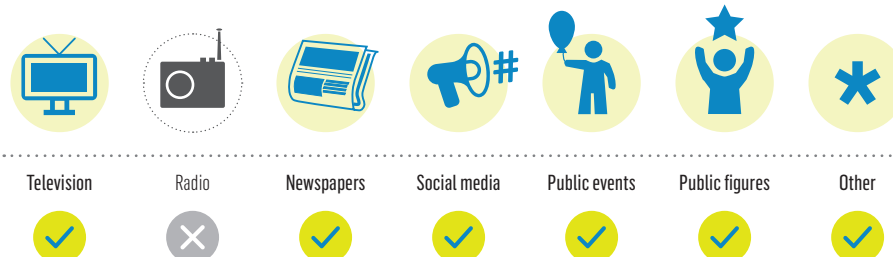 #
Television
Radio
Newspapers
Social media
Public events
Public figures
Other